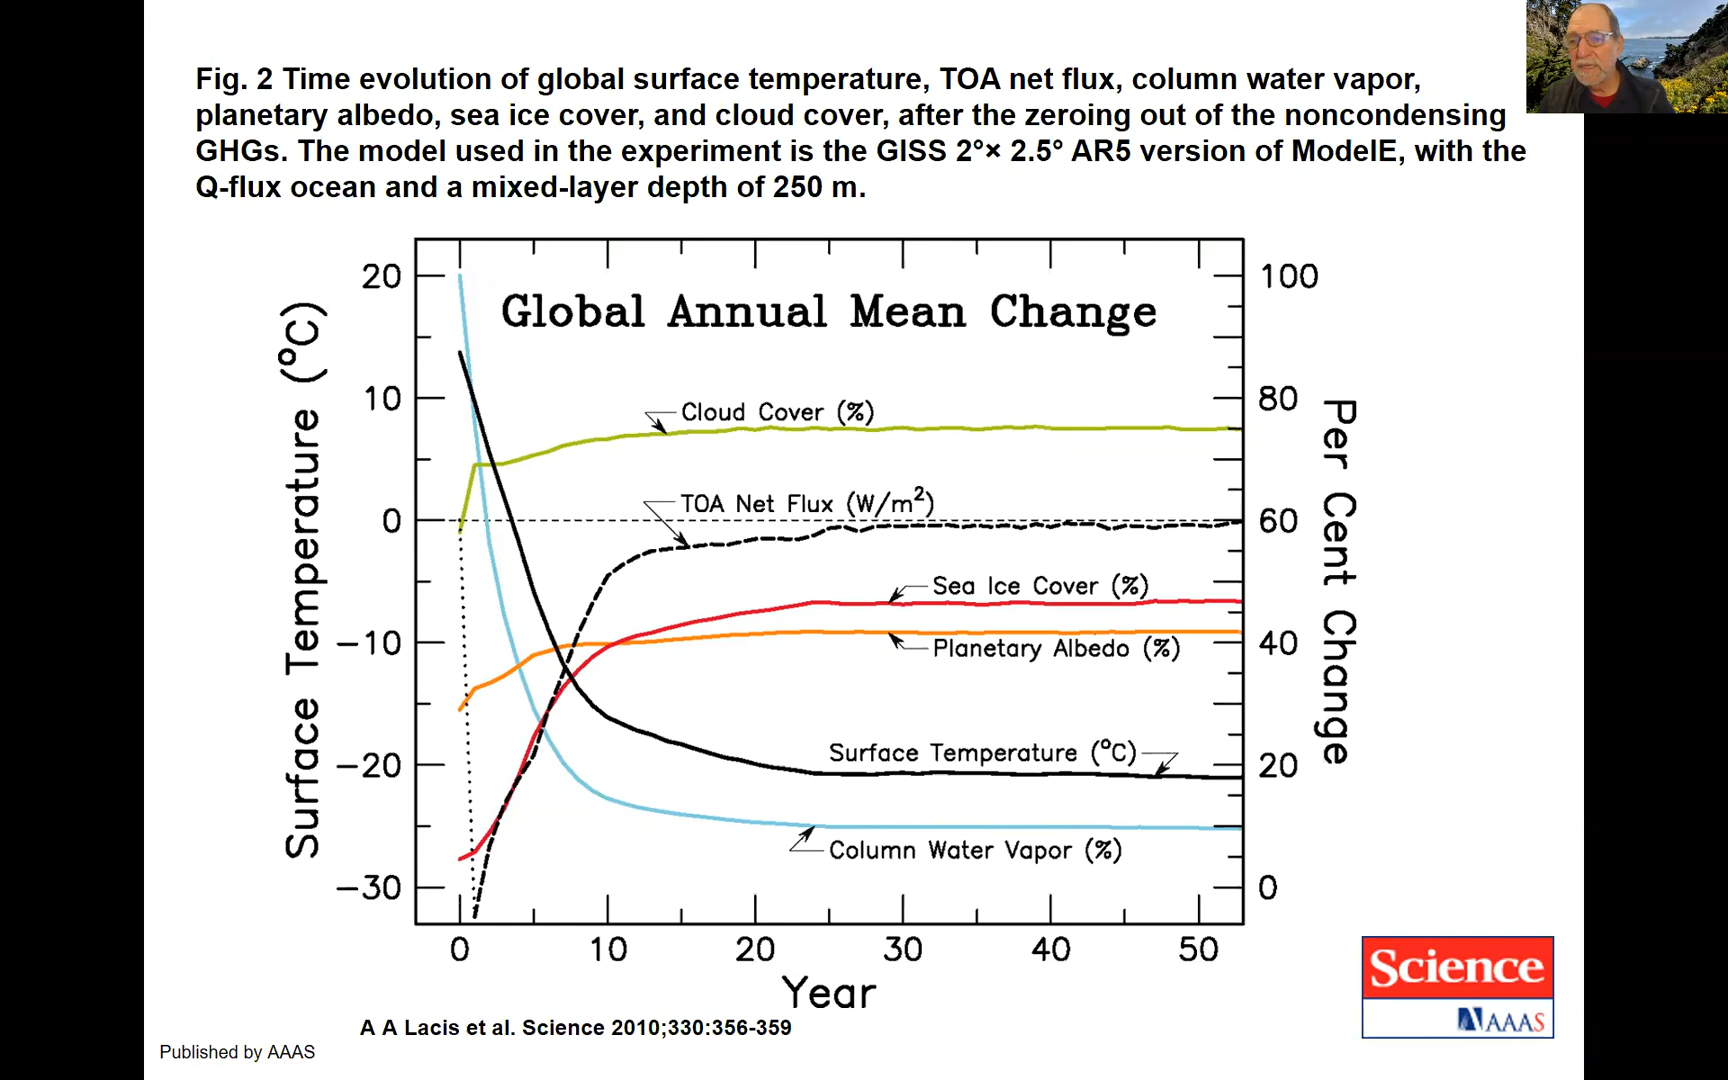 Fig. 2 Time evolution of global surface temperature, TOA net flux, column water vapor,
planetary albedo, sea ice cover, and cloud cover, after the zeroing out of the noncondensing
GHGs. The model used in the experiment is the GISS 2°× 2.5° AR5 version of ModelE, with the
Q-flux ocean and a mixed-layer depth of 250 m.
Global Annual Mean Change
Surface Temperature (°C)
20
10
0
−10
−20
−30
Cloud Cover (%)
TOA Net Flux (W/m²)
Sea Ice Cover (%)
Planetary Albedo (%)
Surface Temperature (°C)
Column Water Vapor (%)
100
80
60
40
20
0
Per Cent Change
0 10 20 30 40 50
Year
A A Lacis et al. Science 2010;330:356-359
Published by AAAS
Science
AAAS